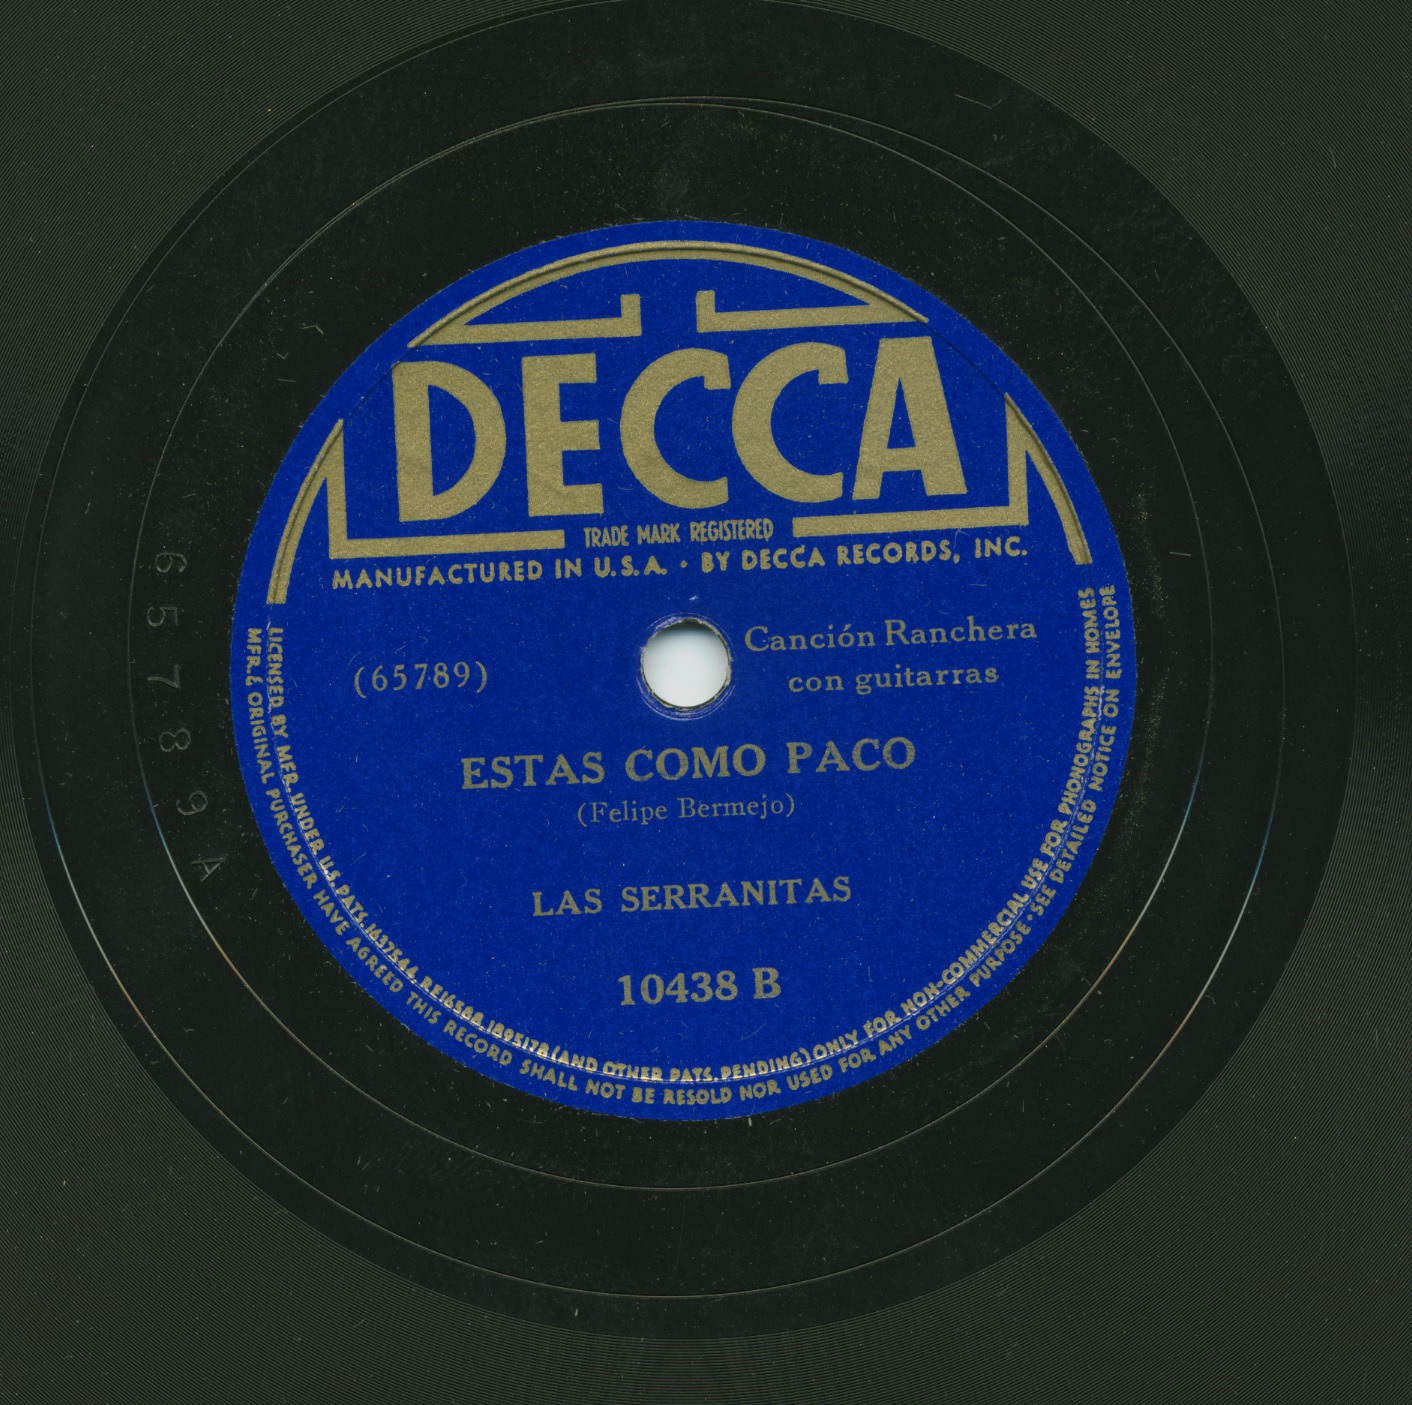 DECCA
TRADE MARK REGISTERED
MANUFACTURED IN U.S.A. · BY DECCA RECORDS, INC.
(65789)
Canción Ranchera
con guitarras
ESTAS COMO PACO
(Felipe Bermejo)
LAS SERRANITAS
10438 B
LICENSED BY MFR. UNDER U.S. PATS. 1637544, RE16588, 1895178 (AND OTHER PATS. PENDING) ONLY FOR NON-COMMERCIAL USE FOR PHONOGRAPHS IN HOMES
MFR. & ORIGINAL PURCHASER HAVE AGREED THIS RECORD SHALL NOT BE RESOLD NOR USED FOR ANY OTHER PURPOSE · SEE DETAILED NOTICE ON ENVELOPE
65789 A